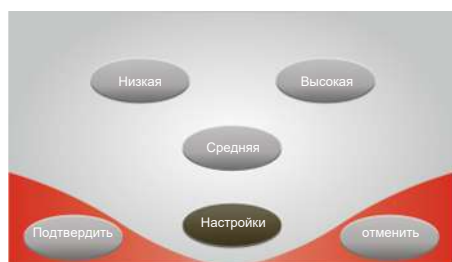 Низкая
Высокая
Средняя
Настройки
Подтвердить
отменить